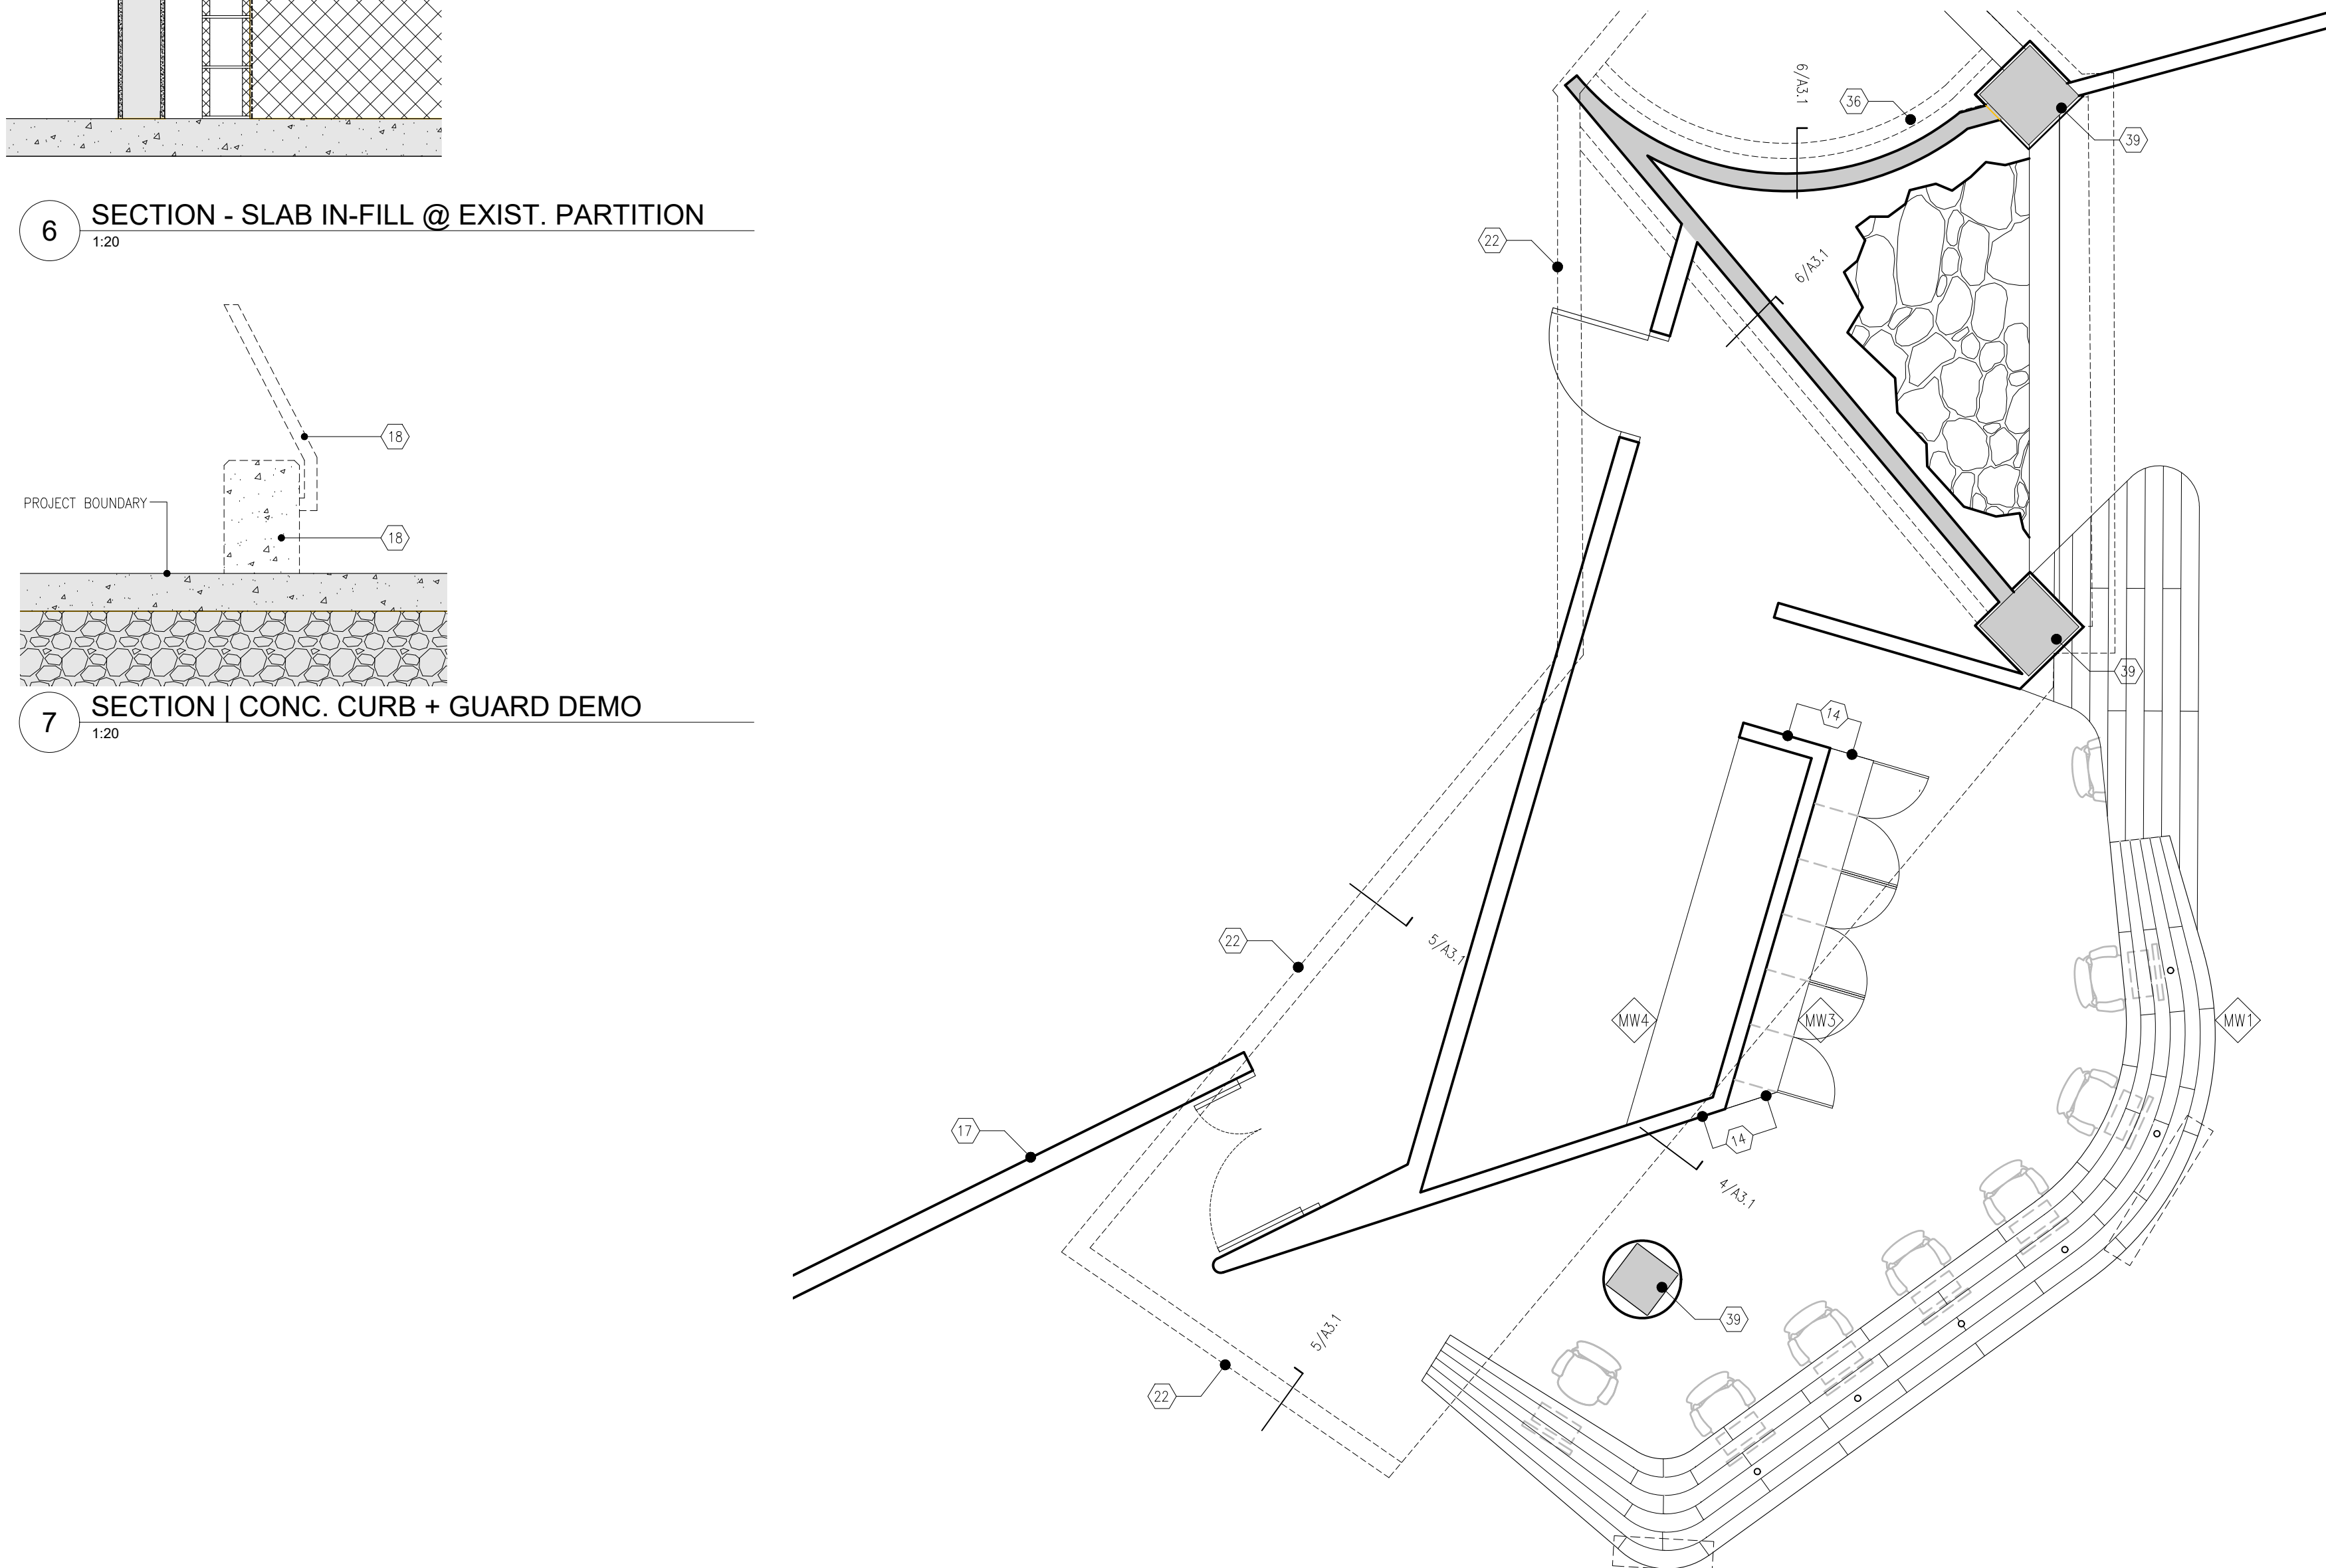 6
SECTION - SLAB IN-FILL @ EXIST. PARTITION
1:20
18
PROJECT BOUNDARY
18
7
SECTION | CONC. CURB + GUARD DEMO
1:20
6/A3.1
36
39
22
6/A3.1
39
14
22
5/A3.1
MW4
MW3
MW1
17
14
4/A3.1
39
5/A3.1
22